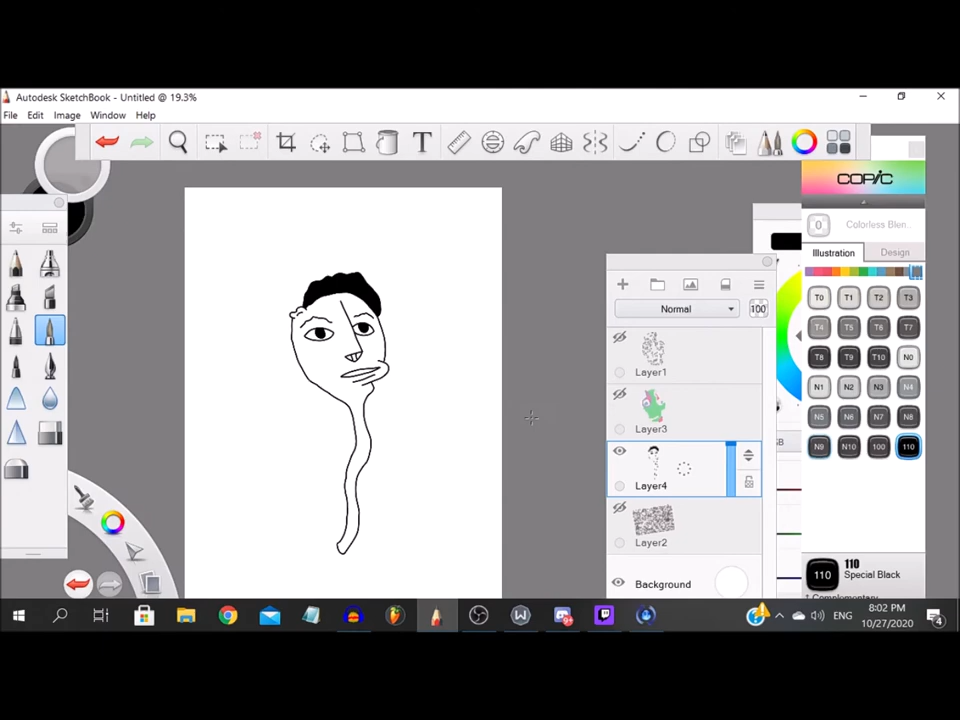 Autodesk SketchBook - Untitled @ 19.3%
File Edit Image Window Help
T
COPIC
0 Colorless Blen..
Illustration Design
T0 T1 T2 T3
T4 T5 T6 T7
T8 T9 T10 N0
N1 N2 N3 N4
N5 N6 N7 N8
N9 N10 100 110
Normal 100
Layer1
Layer3
Layer4
Layer2
Background
110 110
Special Black
ENG 8:02 PM
10/27/2020
9+
4